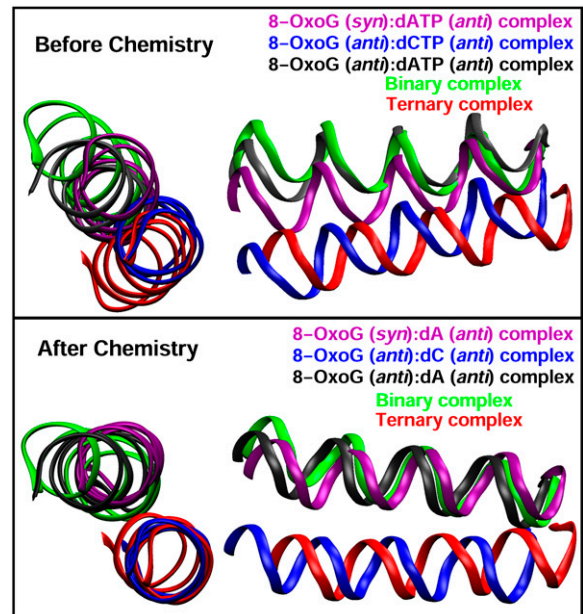 Before Chemistry
8–OxoG (syn):dATP (anti) complex
8–OxoG (anti):dCTP (anti) complex
8–OxoG (anti):dATP (anti) complex
Binary complex
Ternary complex
After Chemistry
8–OxoG (syn):dA (anti) complex
8–OxoG (anti):dC (anti) complex
8–OxoG (anti):dA (anti) complex
Binary complex
Ternary complex